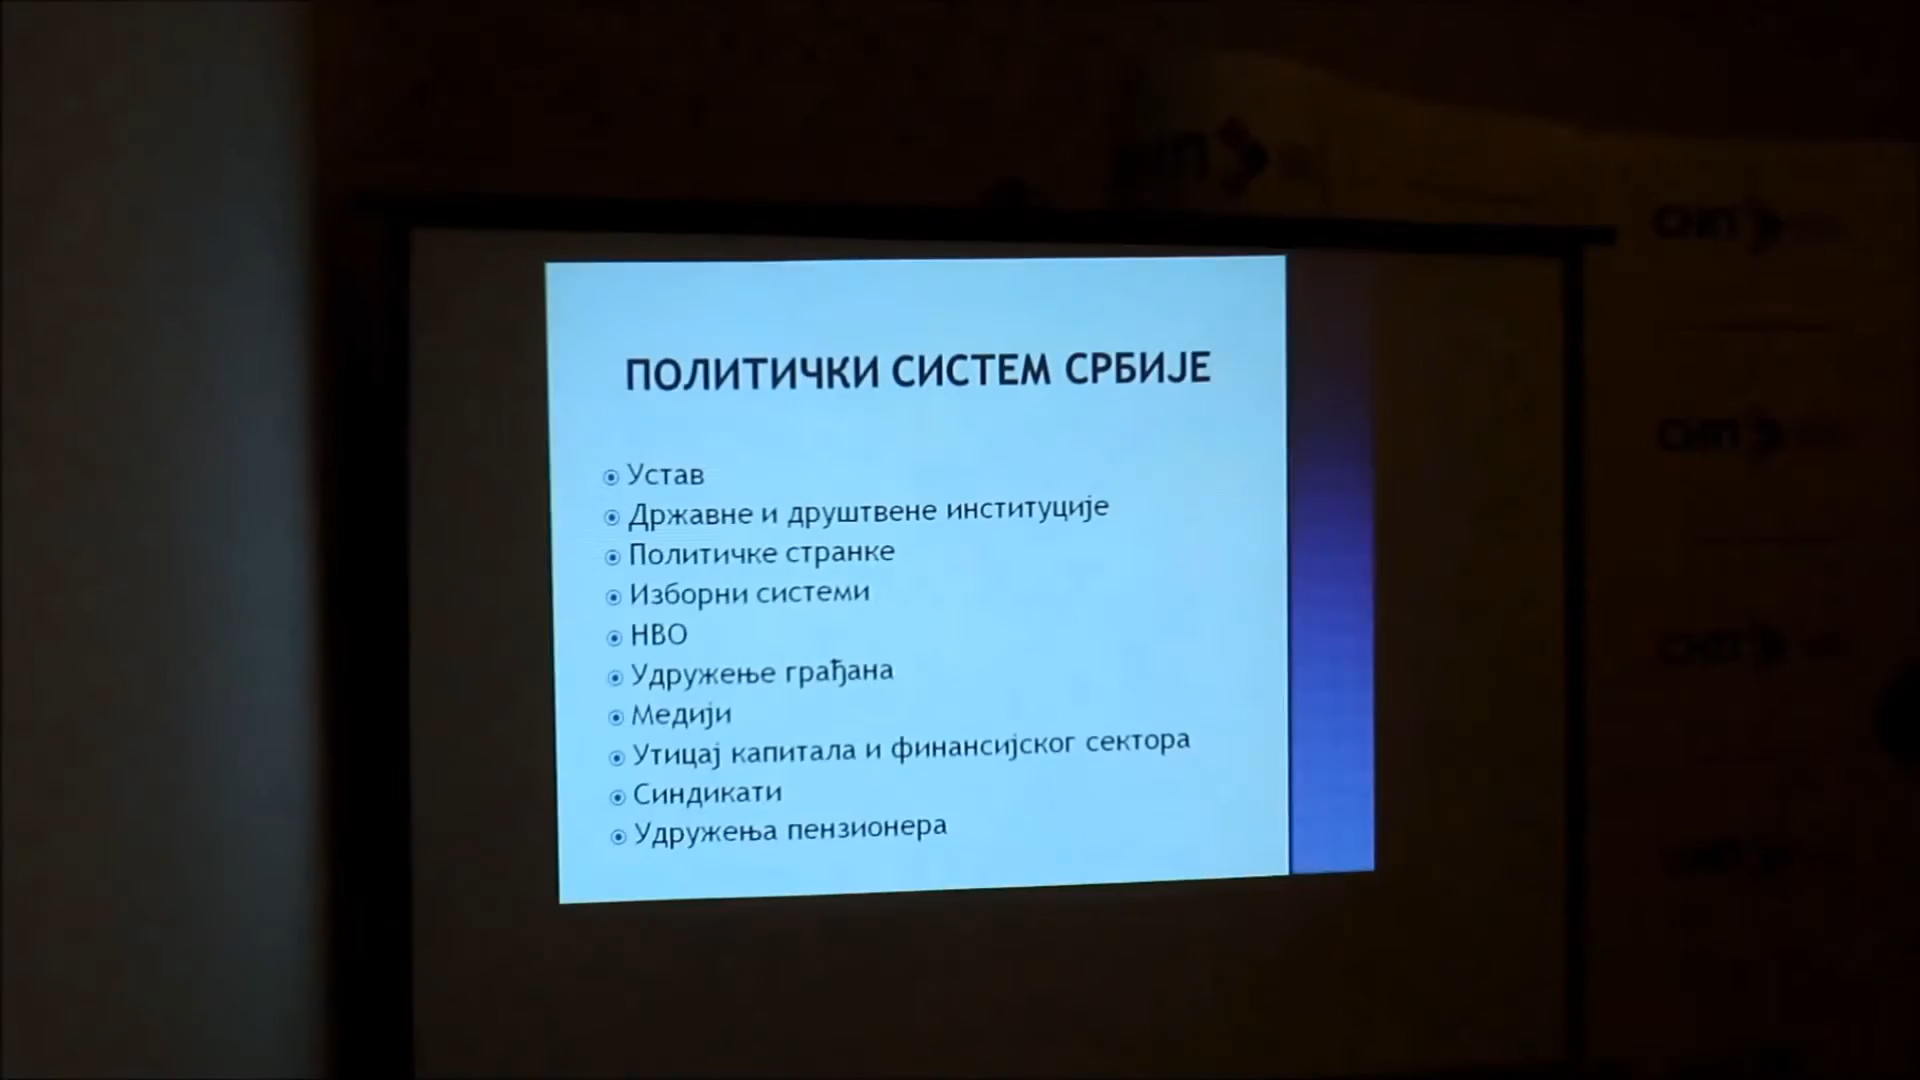 ПОЛИТИЧКИ СИСТЕМ СРБИЈЕ
Устав
Државне и друштвене институције
Политичке странке
Изборни системи
НВО
Удружење грађана
Медији
Утицај капитала и финансијског сектора
Синдикати
Удружења пензионера